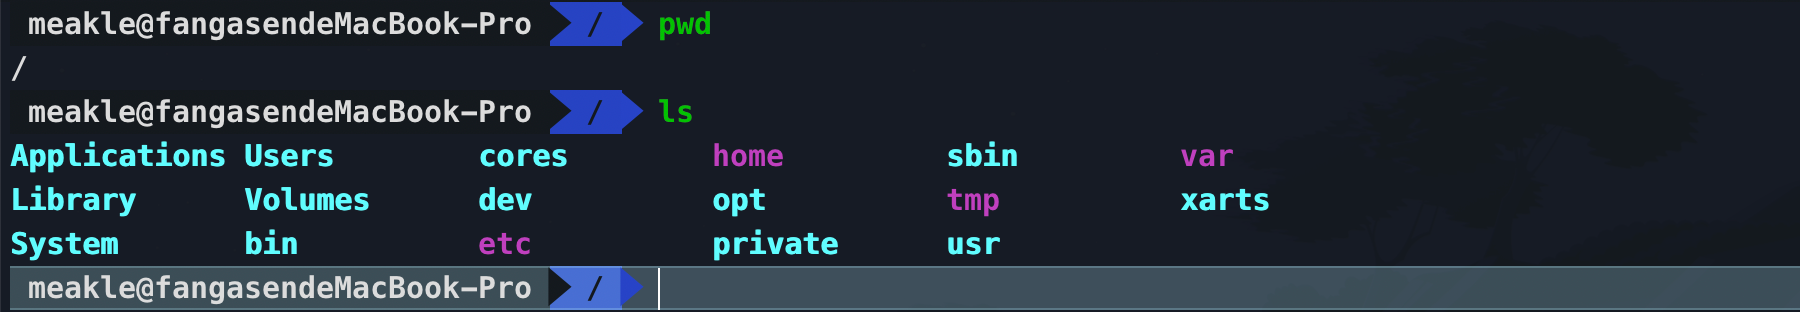 meakle@fangasendeMacBook-Pro / pwd
/
meakle@fangasendeMacBook-Pro / ls
Applications Users cores home sbin var
Library Volumes dev opt tmp xarts
System bin etc private usr
meakle@fangasendeMacBook-Pro /